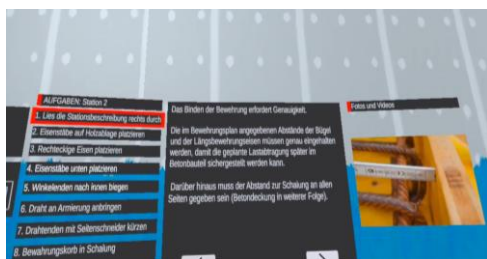 AUFGABEN: Station 2
1. Lies die Stationsbeschreibung rechts durch
2. Eisenstäbe auf Holzablage platzieren
3. Rechteckige Eisen platzieren
4. Eisenstäbe unten platzieren
5. Winkelenden nach innen biegen
6. Draht an Armierung anbringen
7. Drahtenden mit Seitenschneider kürzen
8. Bewahrungskorb in Schalung
Das Binden der Bewehrung erfordert Genauigkeit.
Die im Bewehrungsplan angegebenen Abstände der Bügel
und der Längsbewehrungseisen müssen genau eingehalten
werden, damit die geplante Lastabtragung später im
Betonbauteil sichergestellt werden kann.
Darüber hinaus muss der Abstand zur Schalung an allen
Seiten gegeben sein (Betondeckung in weiterer Folge).
Fotos und Videos